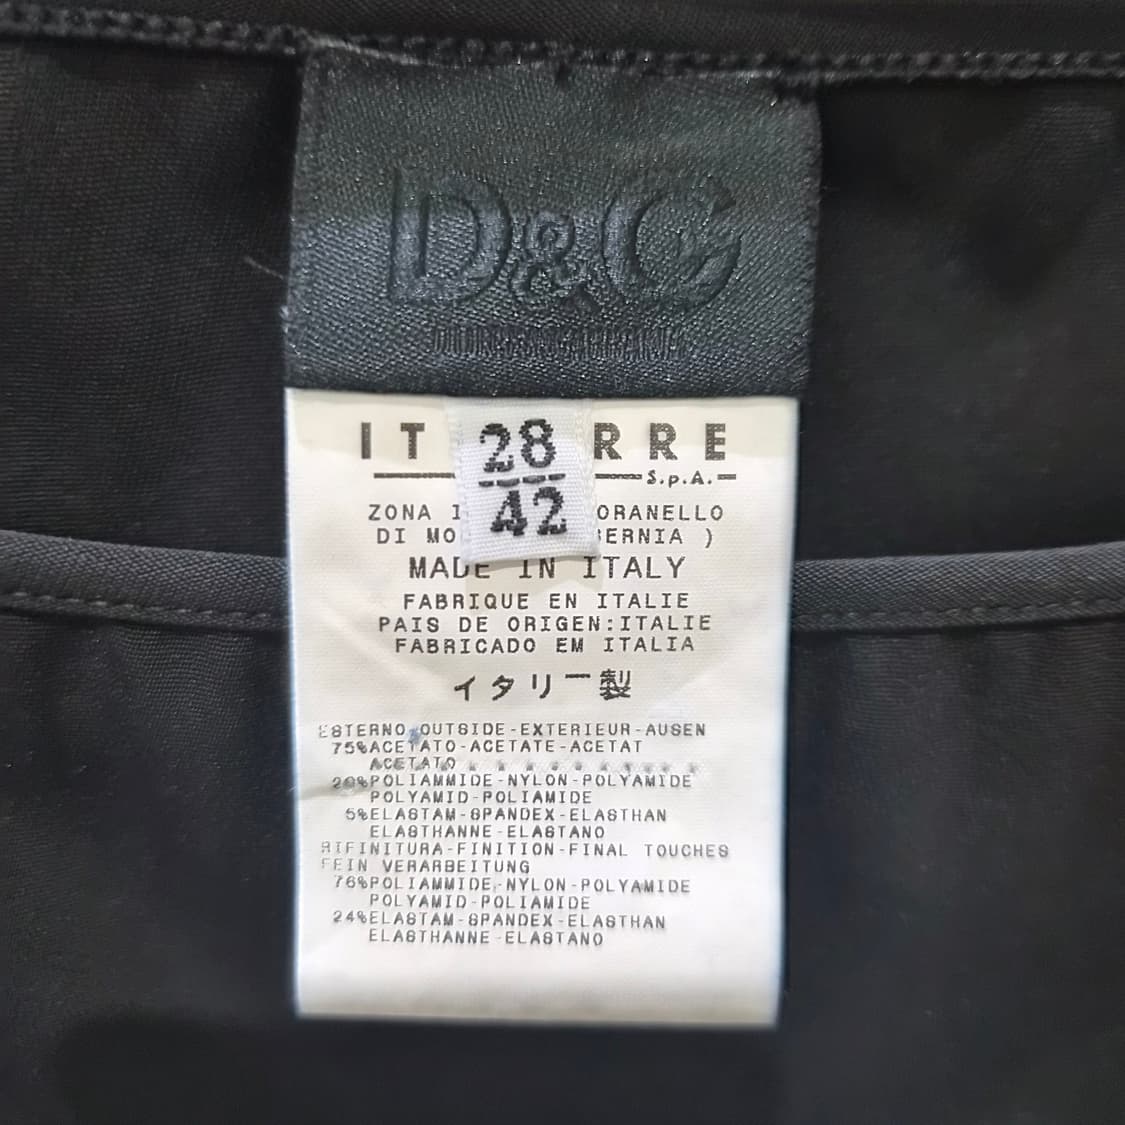 D&G
28
42
IT RRE
S.p.A.
ZONA I ORANELLO
DI MO ERNIA )
MADE IN ITALY
FABRIQUE EN ITALIE
PAIS DE ORIGEN:ITALIE
FABRICADO EM ITALIA
イタリー製
ESTERNO-OUTSIDE-EXTERIEUR-AUSEN
75%ACETATO-ACETATE-ACETAT
ACETATO
20%POLIAMMIDE-NYLON-POLYAMIDE
POLYAMID-POLIAMIDE
5%ELASTAM-SPANDEX-ELASTHAN
ELASTHANNE-ELASTANO
RIFINITURA-FINITION-FINAL TOUCHES
FEIN VERARBEITUNG
76%POLIAMMIDE-NYLON-POLYAMIDE
POLYAMID-POLIAMIDE
24%ELASTAM-SPANDEX-ELASTHAN
ELASTHANNE-ELASTANO